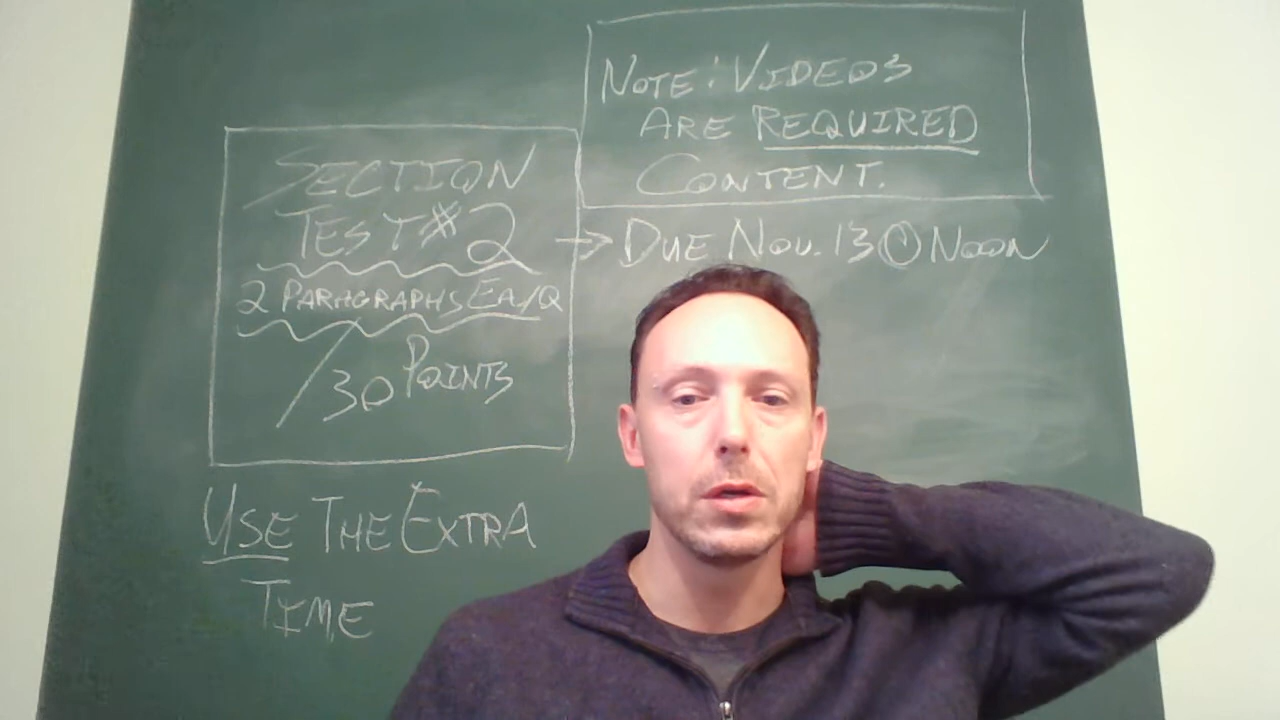 NOTE: VIDEOS
ARE REQUIRED
CONTENT.
SECTION
TEST #2
→ DUE NOV. 13 @ NOON
2 PARAGRAPHS EA/Q
/30 POINTS
USE THE EXTRA
TIME